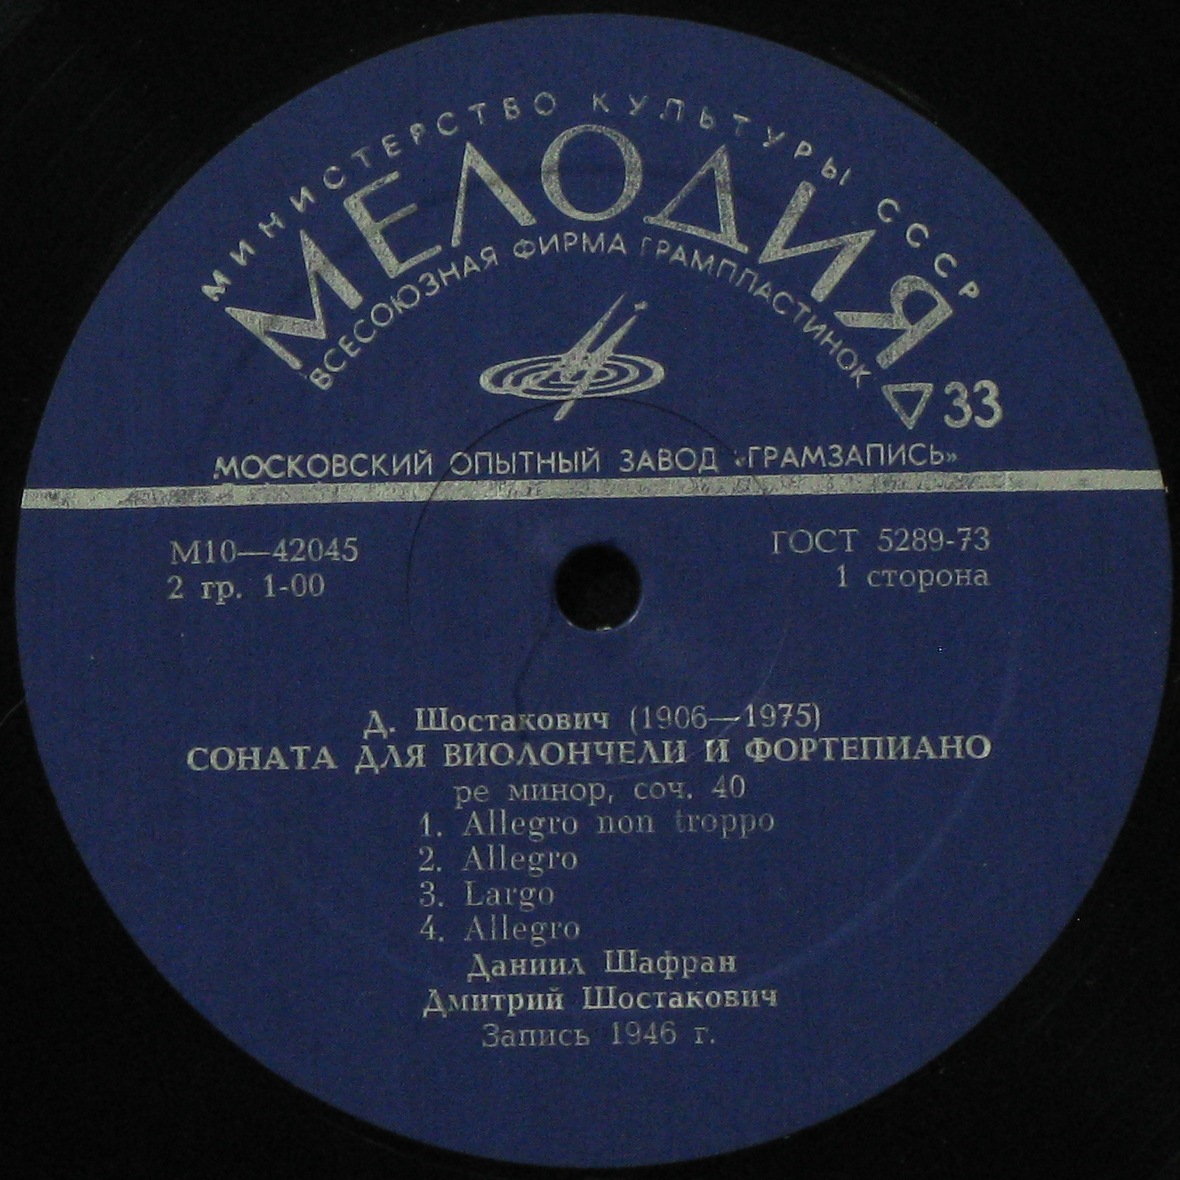 МИНИСТЕРСТВО КУЛЬТУРЫ СССР
МЕЛОДИЯ
ВСЕСОЮЗНАЯ ФИРМА ГРАМПЛАСТИНОК
33
МОСКОВСКИЙ ОПЫТНЫЙ ЗАВОД «ГРАМЗАПИСЬ»
М10—42045
ГОСТ 5289-73
2 гр. 1-00
1 сторона
Д. Шостакович (1906—1975)
СОНАТА ДЛЯ ВИОЛОНЧЕЛИ И ФОРТЕПИАНО
ре минор, соч. 40
1. Allegro non troppo
2. Allegro
3. Largo
4. Allegro
Даниил Шафран
Дмитрий Шостакович
Запись 1946 г.